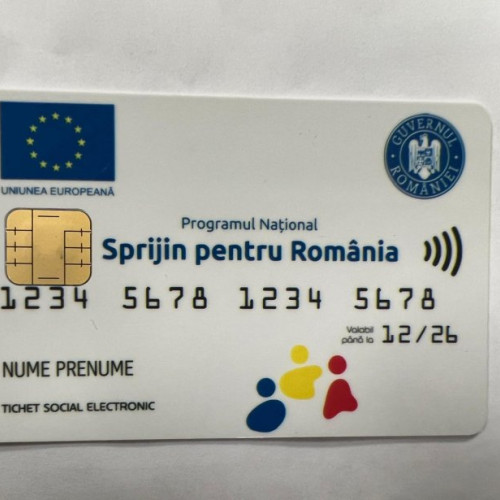 UNIUNEA EUROPEANĂ
GUVERNUL ROMÂNIEI
Programul Național
Sprijin pentru România
1234 5678 1234 5678
Valabil
până la 12/26
NUME PRENUME
TICHET SOCIAL ELECTRONIC